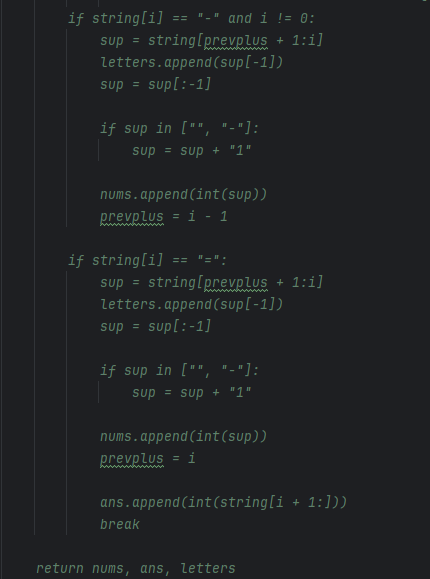 if string[i] == "-" and i != 0:
sup = string[prevplus + 1:i]
letters.append(sup[-1])
sup = sup[:-1]
if sup in ["", "-"]:
sup = sup + "1"
nums.append(int(sup))
prevplus = i - 1
if string[i] == "=":
sup = string[prevplus + 1:i]
letters.append(sup[-1])
sup = sup[:-1]
if sup in ["", "-"]:
sup = sup + "1"
nums.append(int(sup))
prevplus = i
ans.append(int(string[i + 1:]))
break
return nums, ans, letters